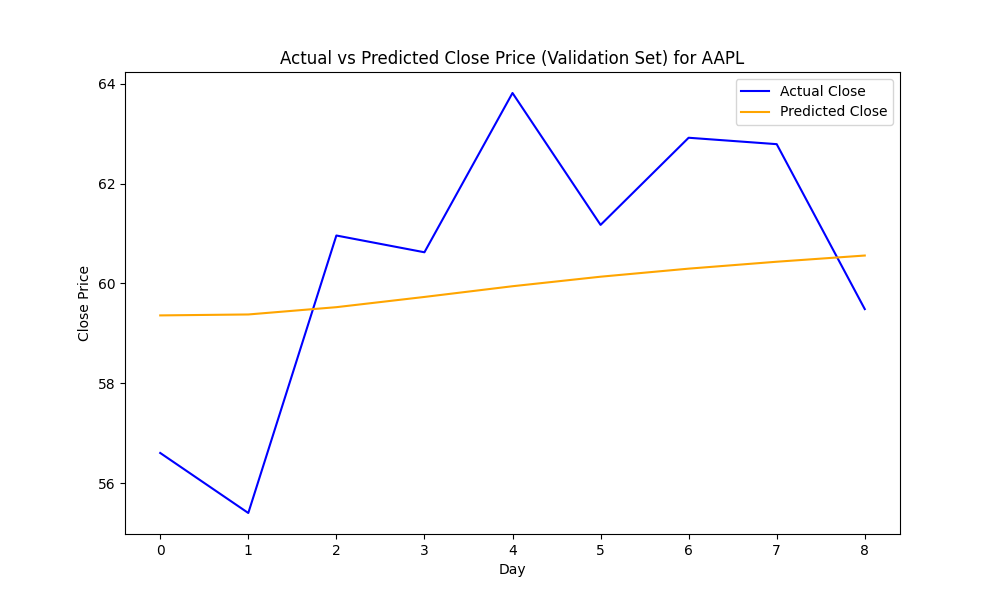 Actual vs Predicted Close Price (Validation Set) for AAPL
Actual Close
Predicted Close
Close Price
64
62
60
58
56
0 1 2 3 4 5 6 7 8
Day